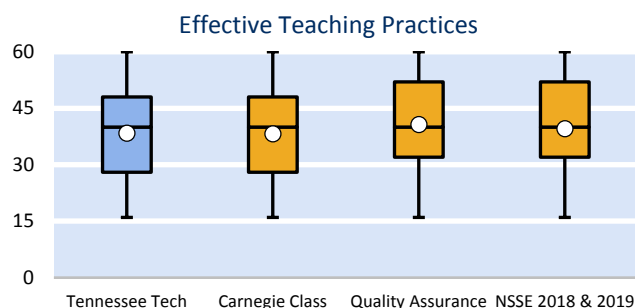 Effective Teaching Practices
60
45
30
15
0
Tennessee Tech Carnegie Class Quality Assurance NSSE 2018 & 2019